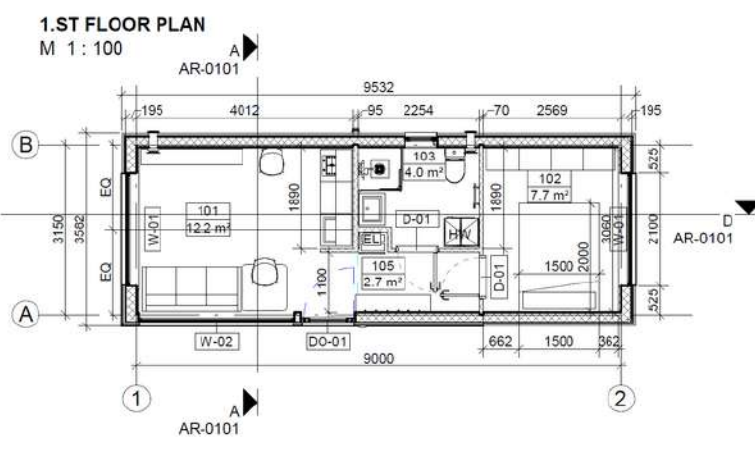 1.ST FLOOR PLAN
M 1 : 100
A
AR-0101
9532
195
4012
95
2254
70
2569
195
B
103
4.0 m²
102
7.7 m²
525
EQ
1890
1890
101
12.2 m²
D-01
3582
3150
W-01
3060
W-01
2100
D
AR-0101
EL
HW
2000
EQ
1100
105
2.7 m²
D-01
1500
525
A
W-02
DO-01
662
1500
362
9000
1
2
A
AR-0101